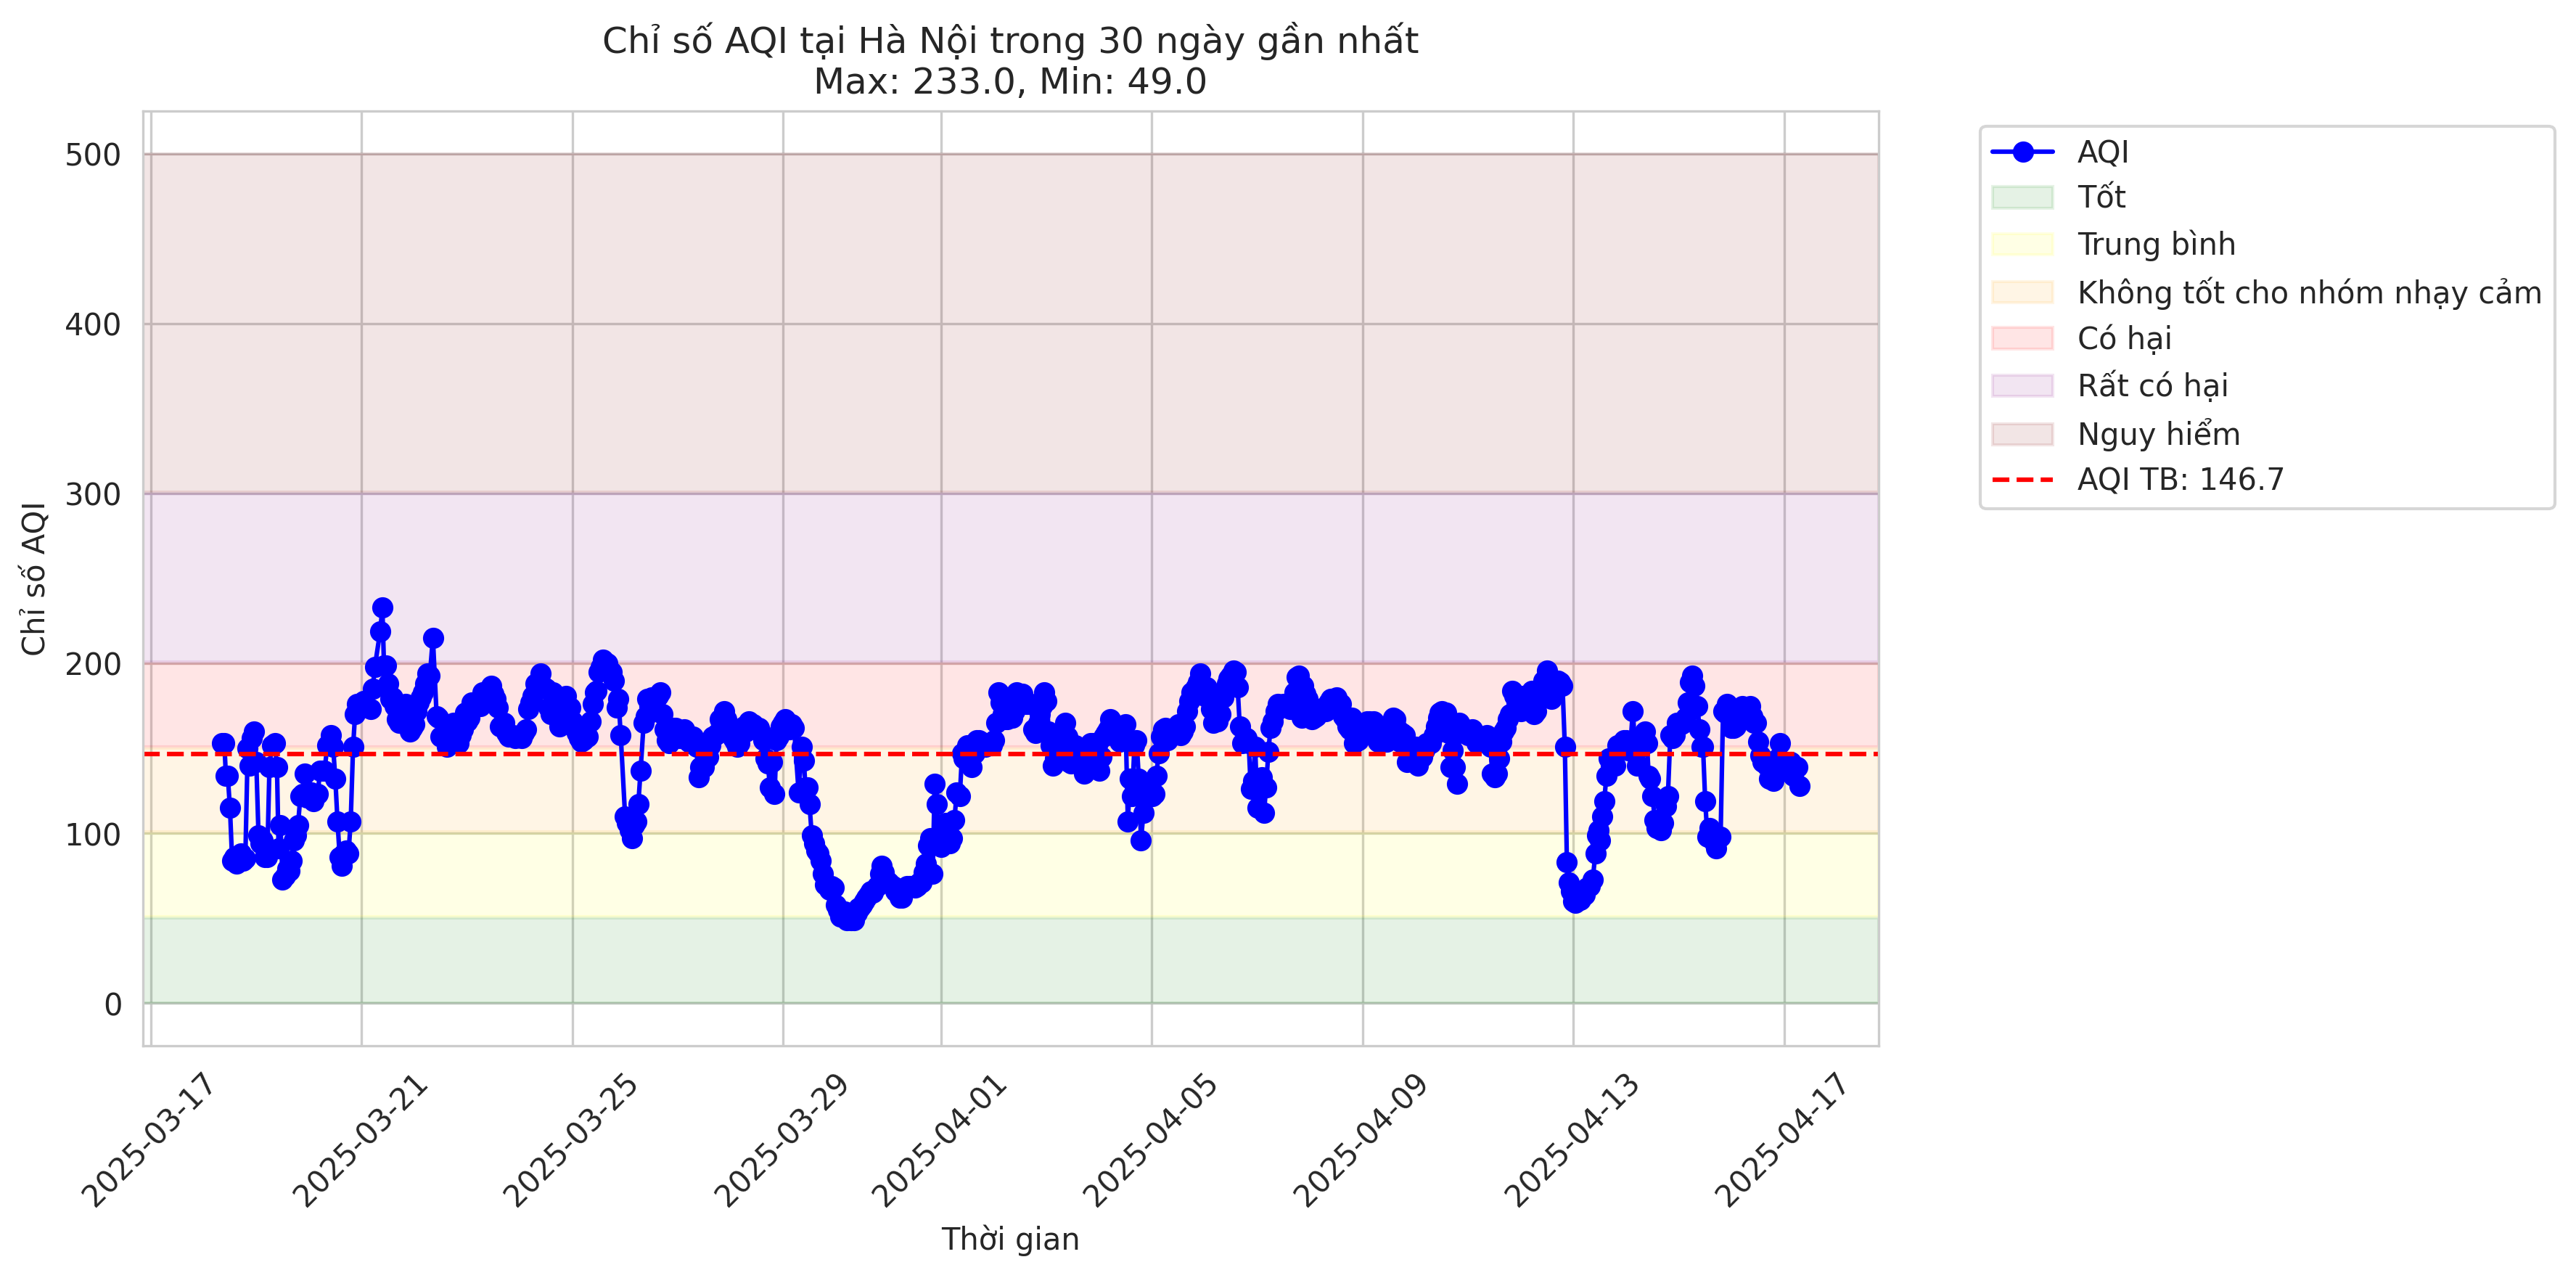 Chỉ số AQI tại Hà Nội trong 30 ngày gần nhất
Max: 233.0, Min: 49.0
Chỉ số AQI
500
400
300
200
100
0
2025-03-17
2025-03-21
2025-03-25
2025-03-29
2025-04-01
2025-04-05
2025-04-09
2025-04-13
2025-04-17
Thời gian
AQI
Tốt
Trung bình
Không tốt cho nhóm nhạy cảm
Có hại
Rất có hại
Nguy hiểm
AQI TB: 146.7